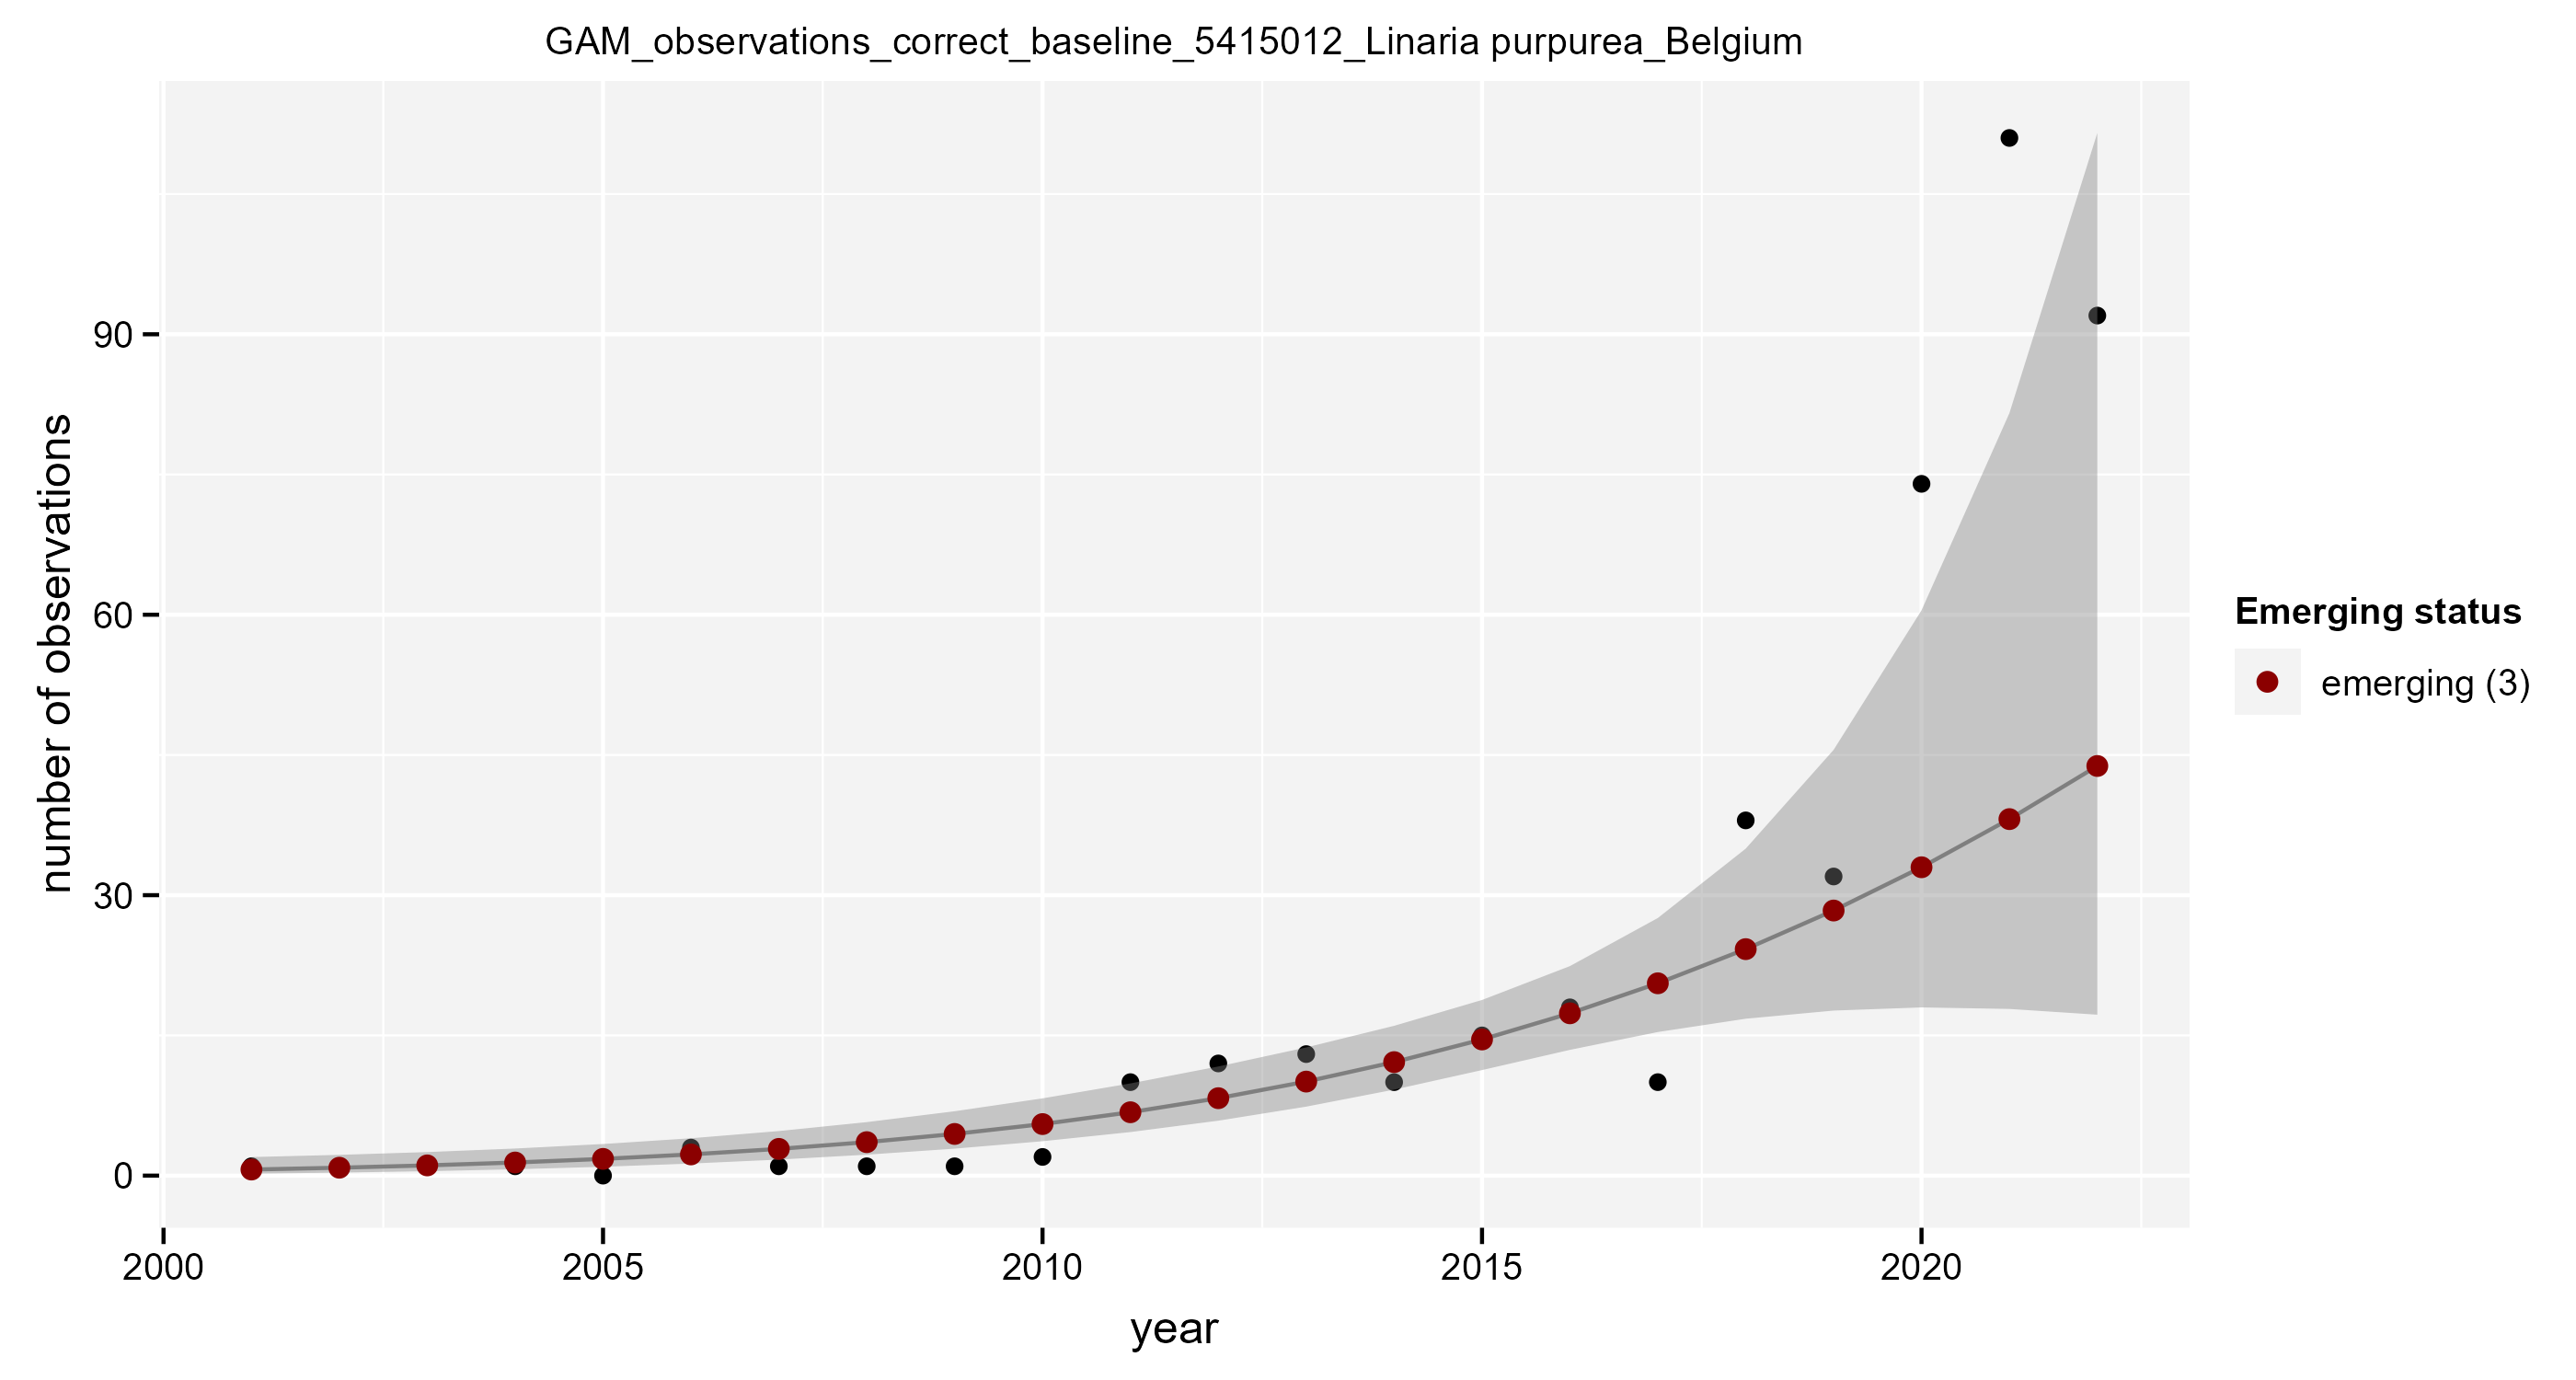 GAM_observations_correct_baseline_5415012_Linaria purpurea_Belgium
number of observations
90
60
30
0
2000
2005
2010
2015
2020
year
Emerging status
emerging (3)